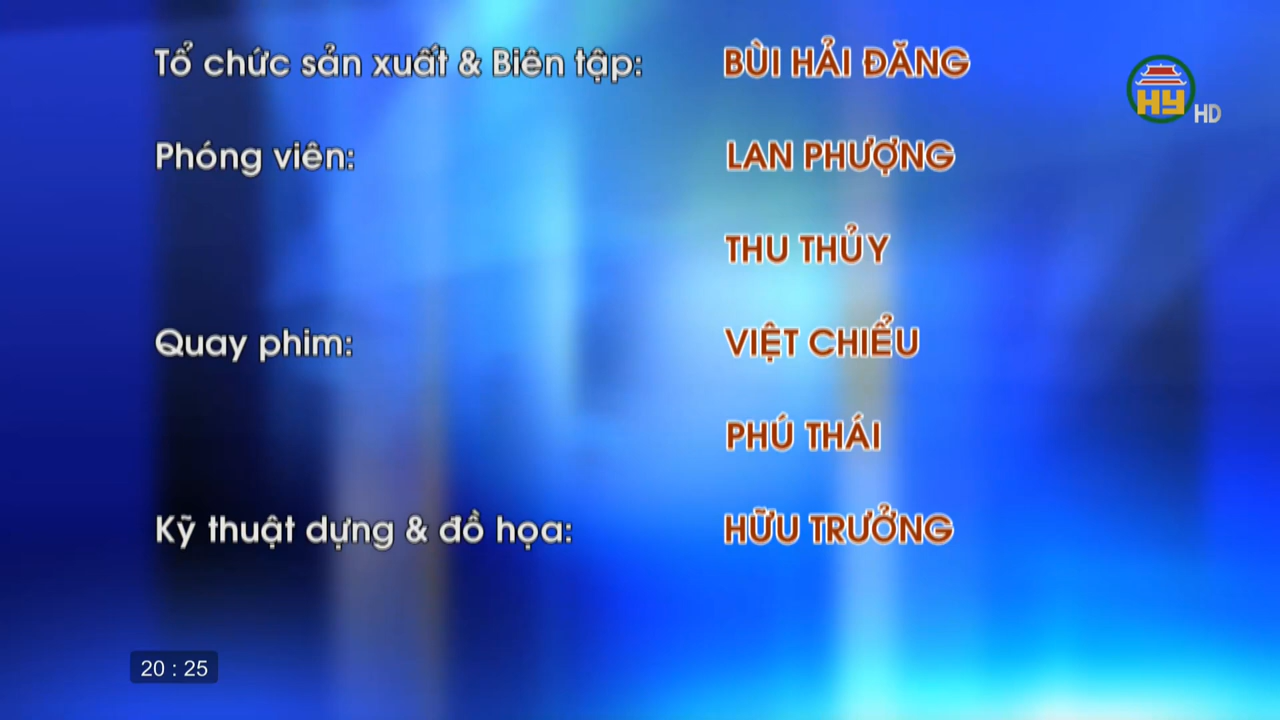 Tổ chức sản xuất & Biên tập: BÙI HẢI ĐĂNG
HY HD
Phóng viên: LAN PHƯỢNG
THU THỦY
Quay phim: VIỆT CHIỂU
PHÚ THÁI
Kỹ thuật dựng & đồ họa: HỮU TRƯỞNG
20 : 25